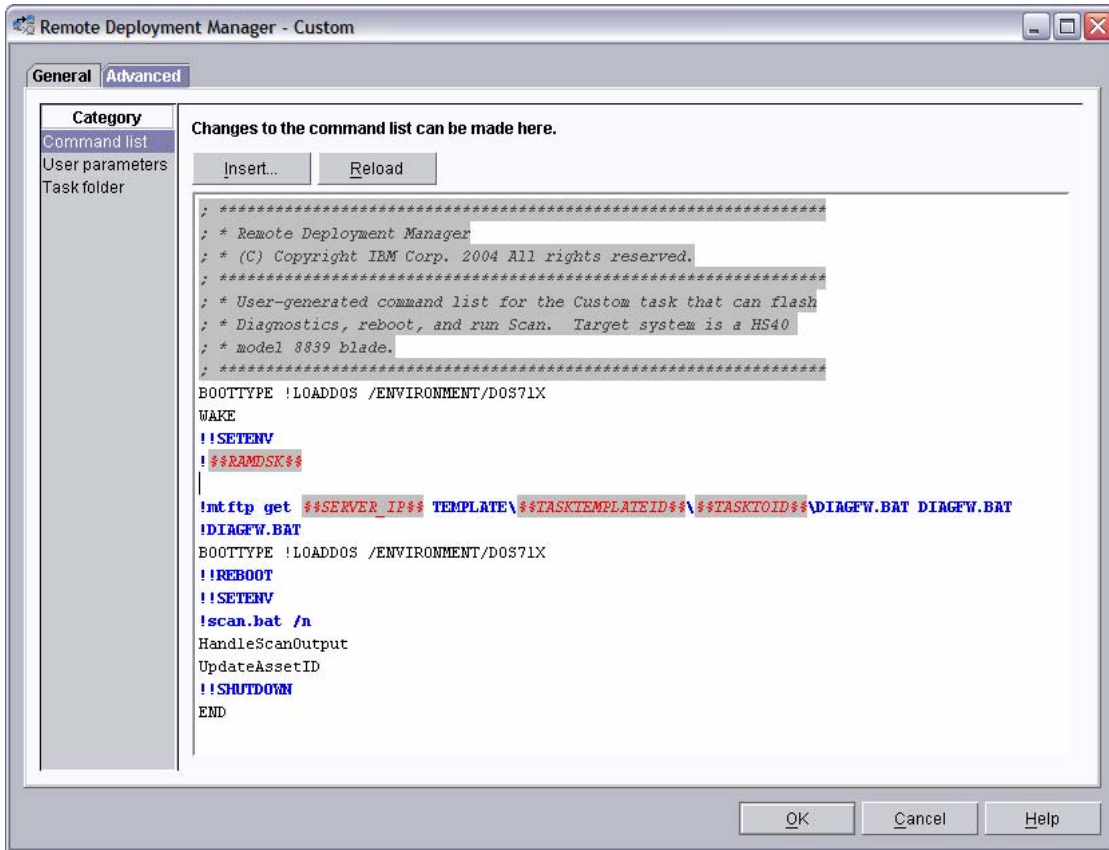 Remote Deployment Manager - Custom
General Advanced
Category
Command list
User parameters
Task folder
Changes to the command list can be made here.
Insert... Reload
; *****************************************************************
; * Remote Deployment Manager
; * (C) Copyright IBM Corp. 2004 All rights reserved.
; *****************************************************************
; * User-generated command list for the Custom task that can flash
; * Diagnostics, reboot, and run Scan.  Target system is a HS40
; * model 8839 blade.
; *****************************************************************
BOOTTYPE !LOADDOS /ENVIRONMENT/DOS71X
WAKE
!!SETENV
!$$RAMDSK$$
!mtftp get $$SERVER_IP$$ TEMPLATE\$$TASKTEMPLATEID$$\$$TASKTOID$$\DIAGFW.BAT DIAGFW.BAT
!DIAGFW.BAT
BOOTTYPE !LOADDOS /ENVIRONMENT/DOS71X
!!REBOOT
!!SETENV
!scan.bat /n
HandleScanOutput
UpdateAssetID
!!SHUTDOWN
END
OK Cancel Help